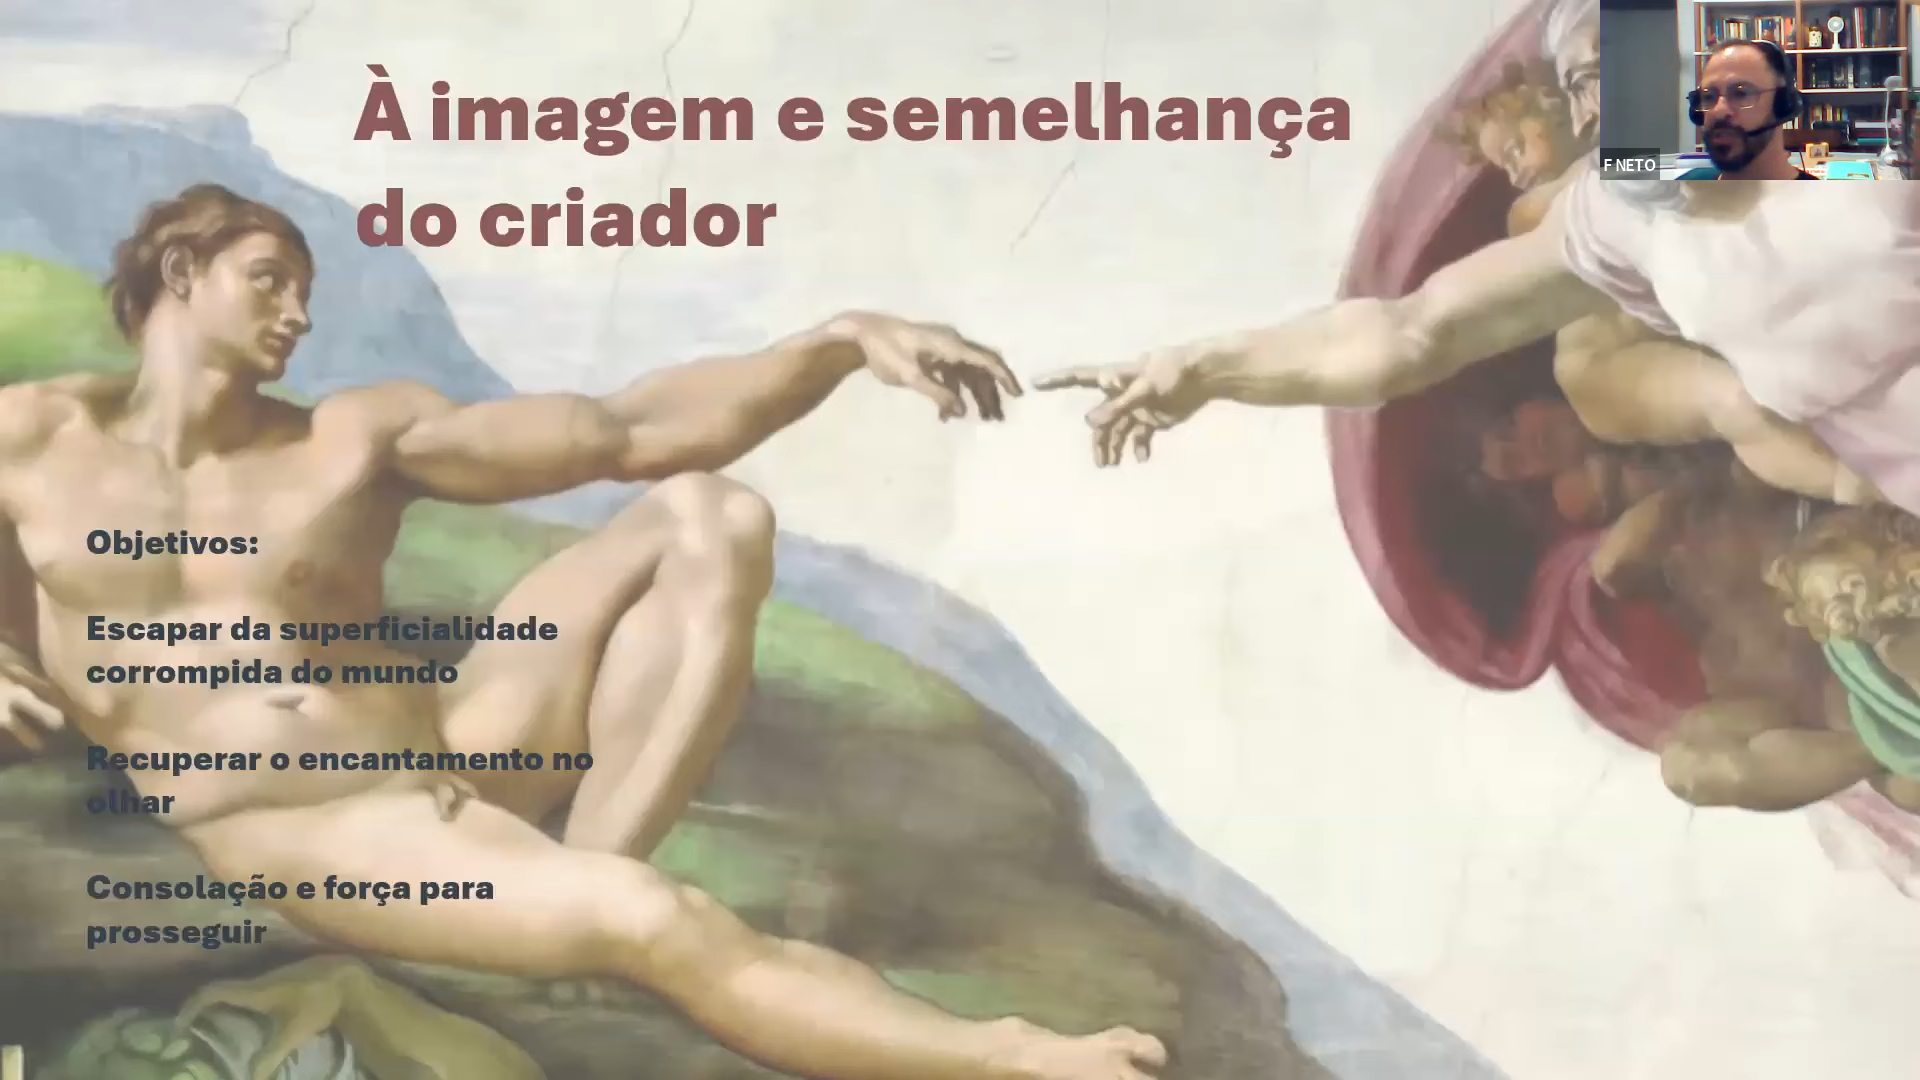 À imagem e semelhança
do criador
F NETO
Objetivos:
Escapar da superficialidade
corrompida do mundo
Recuperar o encantamento no
olhar
Consolação e força para
prosseguir